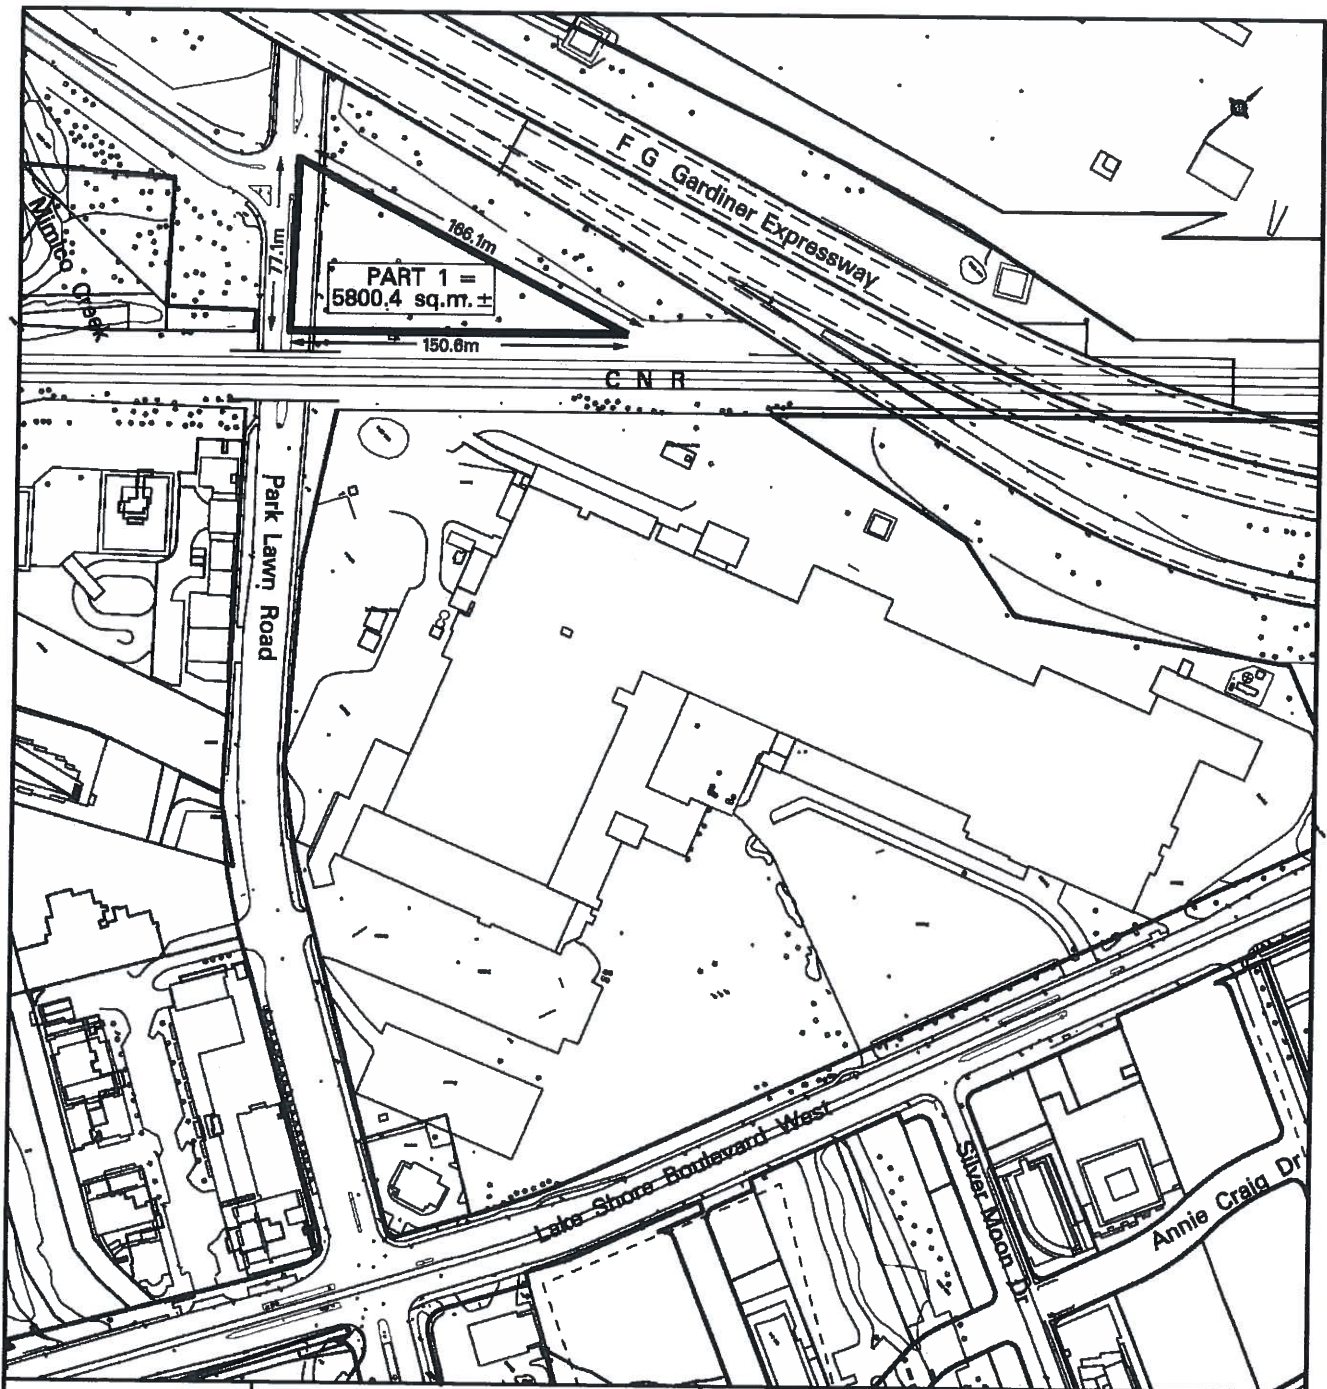 F G Gardiner Expressway
Mimico Creek
77.1m
166.1m
PART 1 =
5800.4 sq.m.±
150.6m
C N R
Park Lawn Road
Lake Shore Boulevard West
Silver Moon Dr
Annie Craig Dr